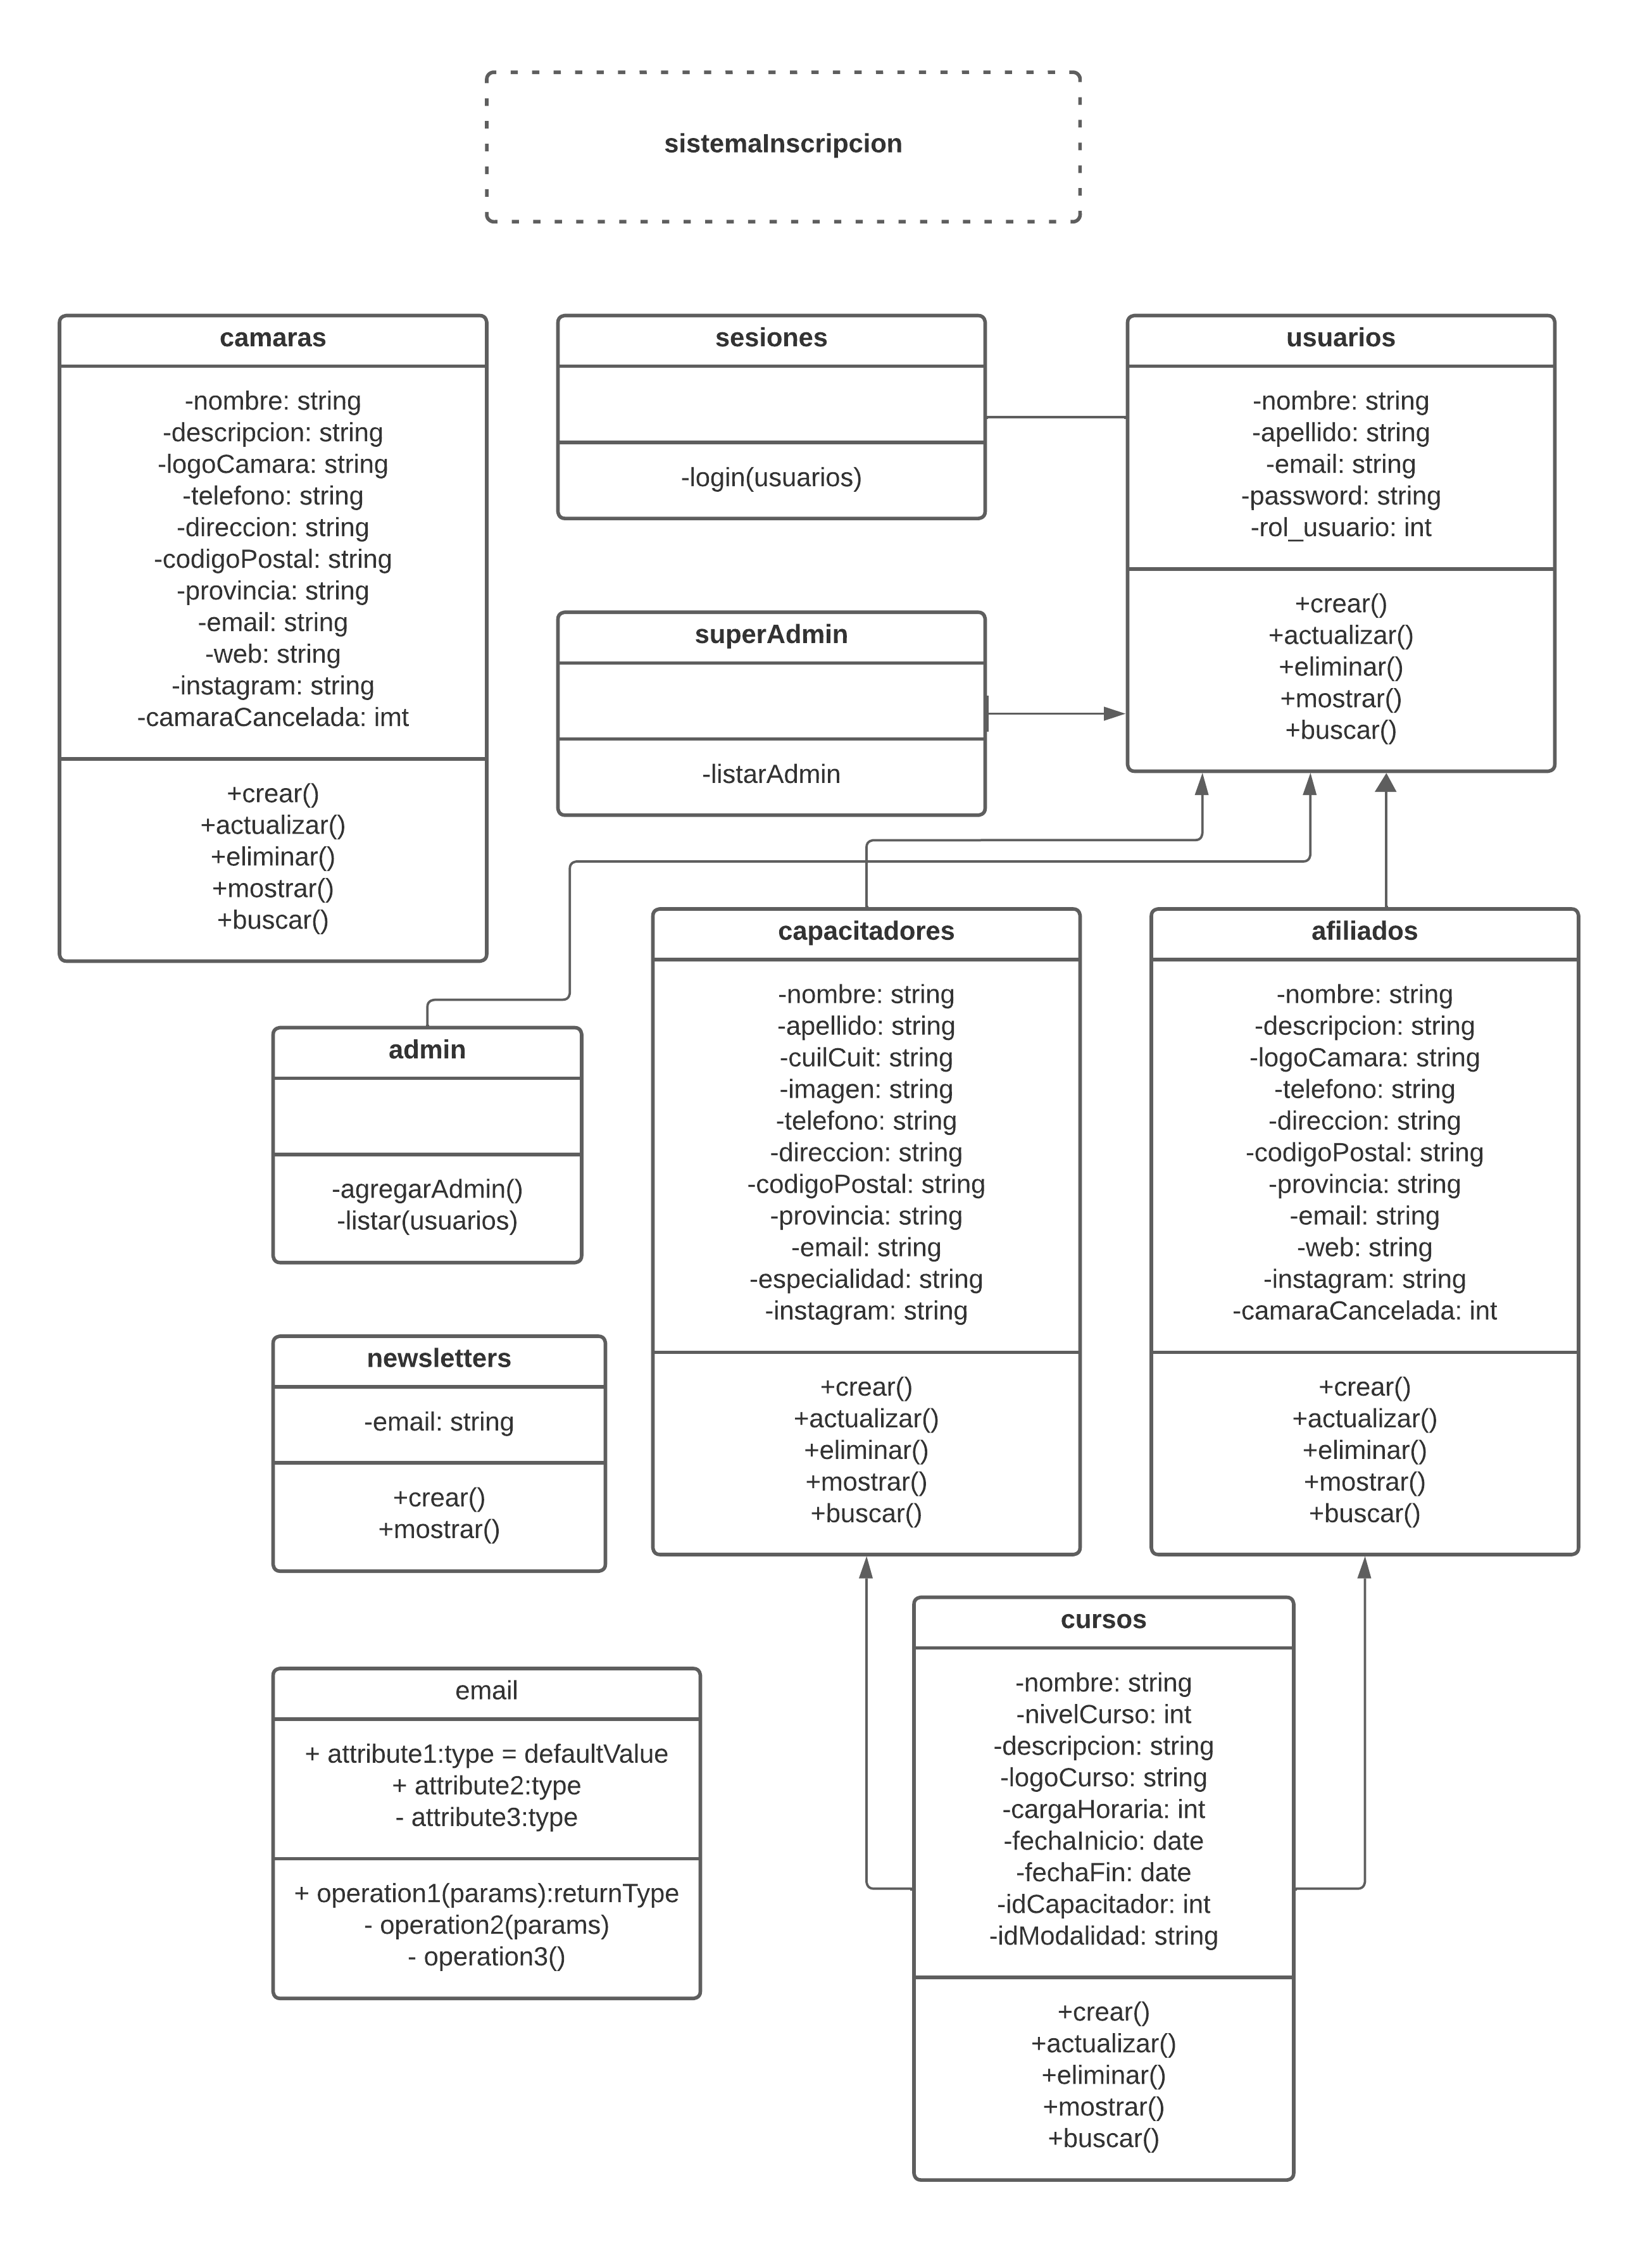 sistemaInscripcion
camaras
-nombre: string
-descripcion: string
-logoCamara: string
-telefono: string
-direccion: string
-codigoPostal: string
-provincia: string
-email: string
-web: string
-instagram: string
-camaraCancelada: imt
+crear()
+actualizar()
+eliminar()
+mostrar()
+buscar()
sesiones
-login(usuarios)
usuarios
-nombre: string
-apellido: string
-email: string
-password: string
-rol_usuario: int
+crear()
+actualizar()
+eliminar()
+mostrar()
+buscar()
superAdmin
-listarAdmin
admin
-agregarAdmin()
-listar(usuarios)
capacitadores
-nombre: string
-apellido: string
-cuilCuit: string
-imagen: string
-telefono: string
-direccion: string
-codigoPostal: string
-provincia: string
-email: string
-especialidad: string
-instagram: string
+crear()
+actualizar()
+eliminar()
+mostrar()
+buscar()
afiliados
-nombre: string
-descripcion: string
-logoCamara: string
-telefono: string
-direccion: string
-codigoPostal: string
-provincia: string
-email: string
-web: string
-instagram: string
-camaraCancelada: int
+crear()
+actualizar()
+eliminar()
+mostrar()
+buscar()
newsletters
-email: string
+crear()
+mostrar()
email
+ attribute1:type = defaultValue
+ attribute2:type
- attribute3:type
+ operation1(params):returnType
- operation2(params)
- operation3()
cursos
-nombre: string
-nivelCurso: int
-descripcion: string
-logoCurso: string
-cargaHoraria: int
-fechaInicio: date
-fechaFin: date
-idCapacitador: int
-idModalidad: string
+crear()
+actualizar()
+eliminar()
+mostrar()
+buscar()